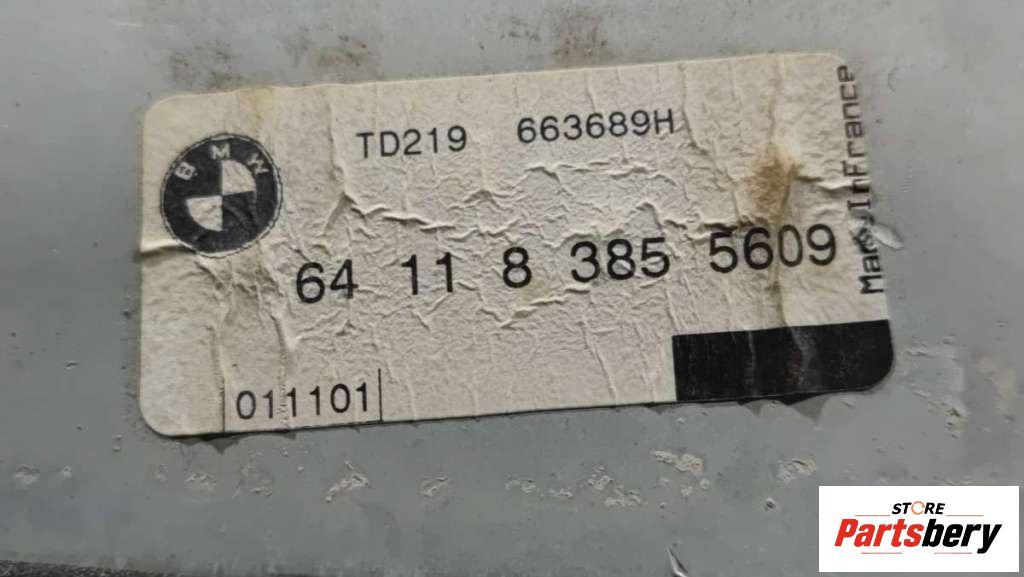 BMW
TD219 663689H
64 11 8 385 5609
Made In France
011101
STORE
Partsbery